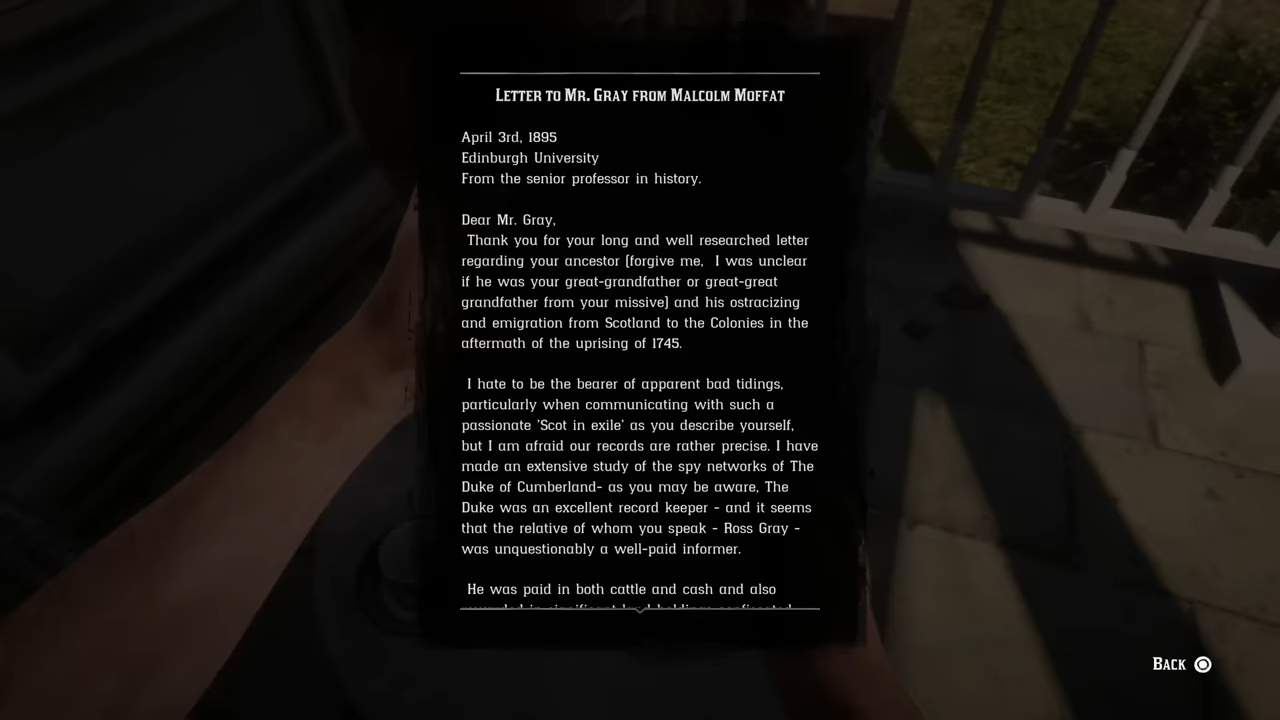 Letter to Mr. Gray from Malcolm Moffat
April 3rd, 1895
Edinburgh University
From the senior professor in history.
Dear Mr. Gray,
Thank you for your long and well researched letter
regarding your ancestor (forgive me, I was unclear
if he was your great-grandfather or great-great
grandfather from your missive) and his ostracizing
and emigration from Scotland to the Colonies in the
aftermath of the uprising of 1745.
I hate to be the bearer of apparent bad tidings,
particularly when communicating with such a
passionate 'Scot in exile' as you describe yourself,
but I am afraid our records are rather precise. I have
made an extensive study of the spy networks of The
Duke of Cumberland- as you may be aware, The
Duke was an excellent record keeper - and it seems
that the relative of whom you speak - Ross Gray -
was unquestionably a well-paid informer.
He was paid in both cattle and cash and also
Back